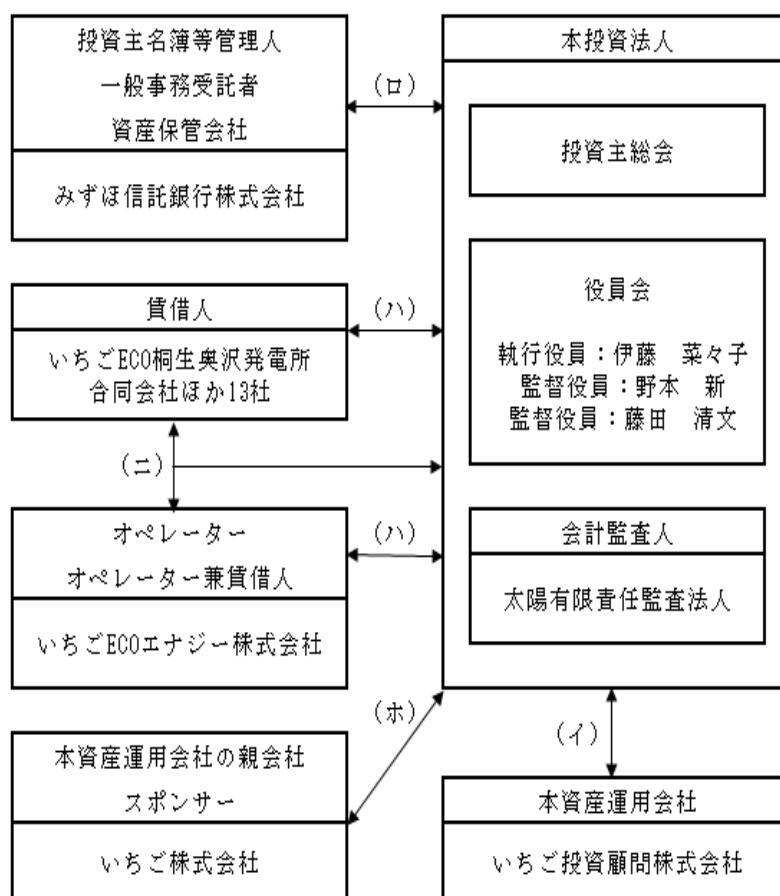 投資主名簿等管理人
一般事務受託者
資産保管会社
みずほ信託銀行株式会社
(ロ)
本投資法人
投資主総会
役員会
執行役員：伊藤 菜々子
監督役員：野本 新
監督役員：藤田 清文
会計監査人
太陽有限責任監査法人
賃借人
いちごECO桐生奥沢発電所
合同会社ほか13社
(ハ)
(ニ)
オペレーター
オペレーター兼賃借人
いちごECOエナジー株式会社
(ハ)
(ホ)
本資産運用会社の親会社
スポンサー
いちご株式会社
(イ)
本資産運用会社
いちご投資顧問株式会社